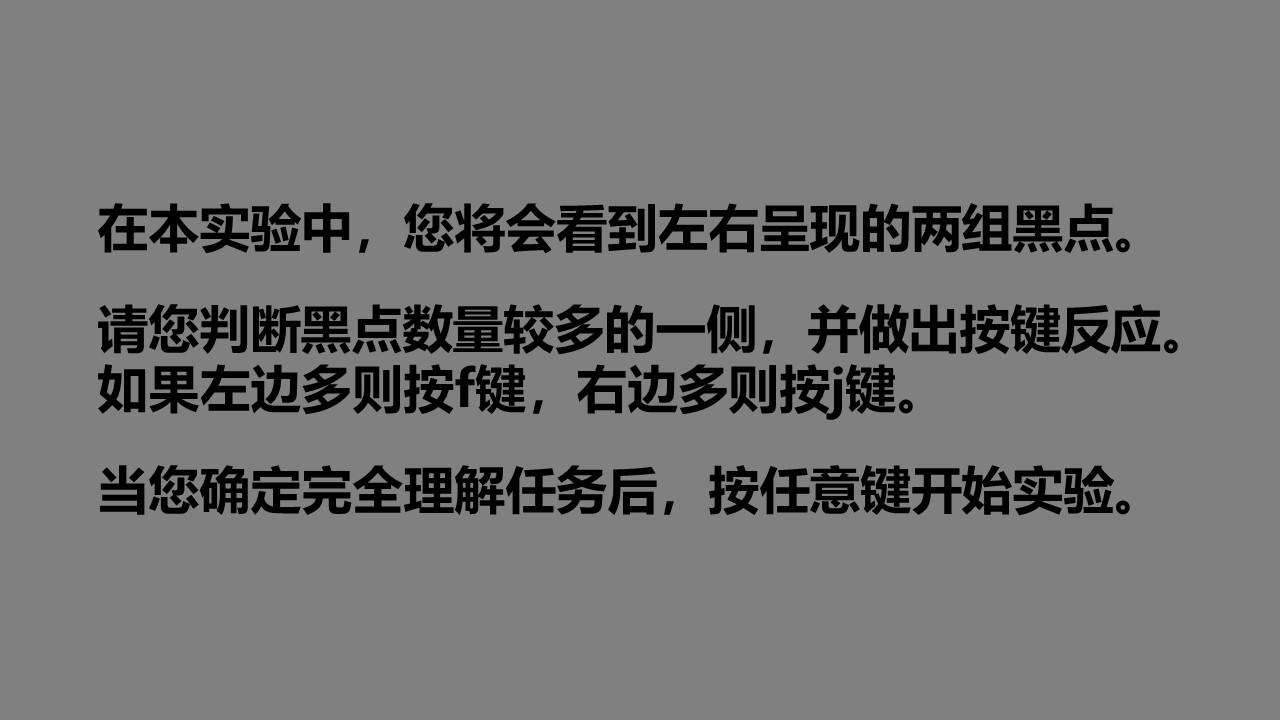 在本实验中，您将会看到左右呈现的两组黑点。
请您判断黑点数量较多的一侧，并做出按键反应。
如果左边多则按f键，右边多则按j键。
当您确定完全理解任务后，按任意键开始实验。